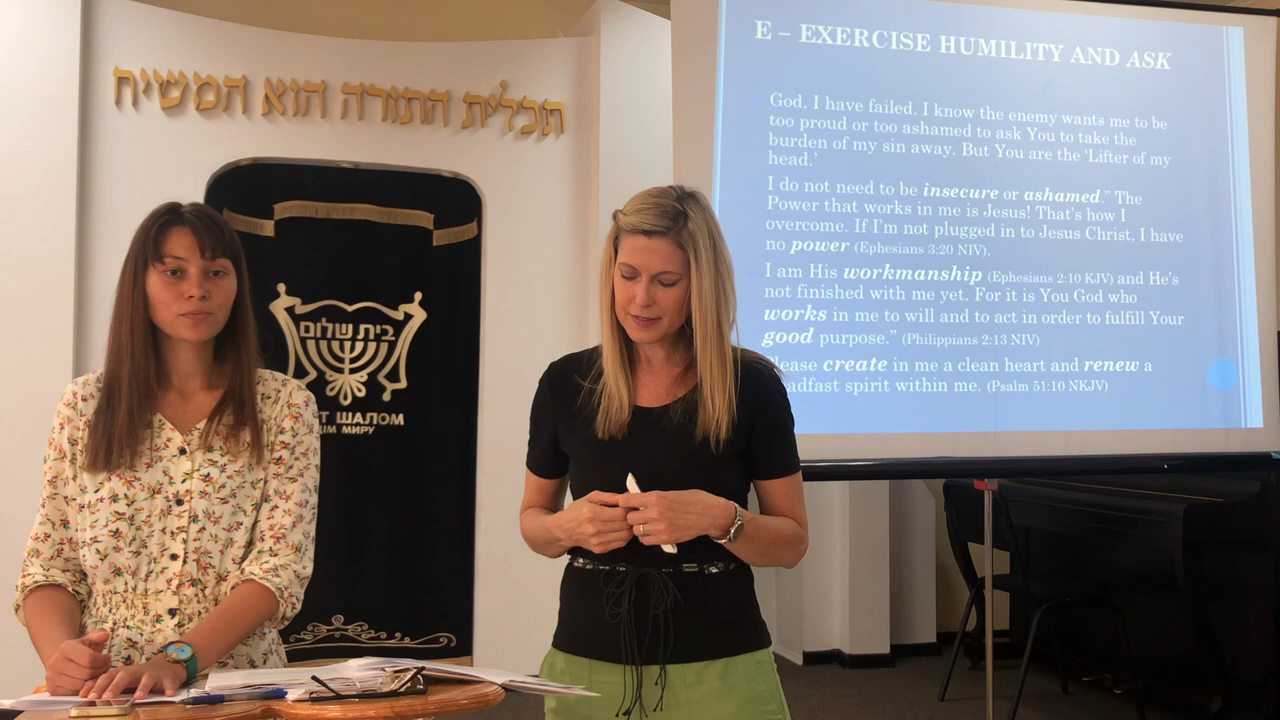 תכלית התורה הוא המשיח
בית שלום
ШАЛОМ
ДІМ МИРУ
E – EXERCISE HUMILITY AND ASK
God, I have failed. I know the enemy wants me to be
too proud or too ashamed to ask You to take the
burden of my sin away. But You are the ‘Lifter of my
head.’
I do not need to be insecure or ashamed.” The
Power that works in me is Jesus! That’s how I
overcome. If I’m not plugged in to Jesus Christ, I have
no power (Ephesians 3:20 NIV).
I am His workmanship (Ephesians 2:10 KJV) and He’s
not finished with me yet. For it is You God who
works in me to will and to act in order to fulfill Your
good purpose.” (Philippians 2:13 NIV)
create in me a clean heart and renew a
spirit within me. (Psalm 51:10 NKJV)